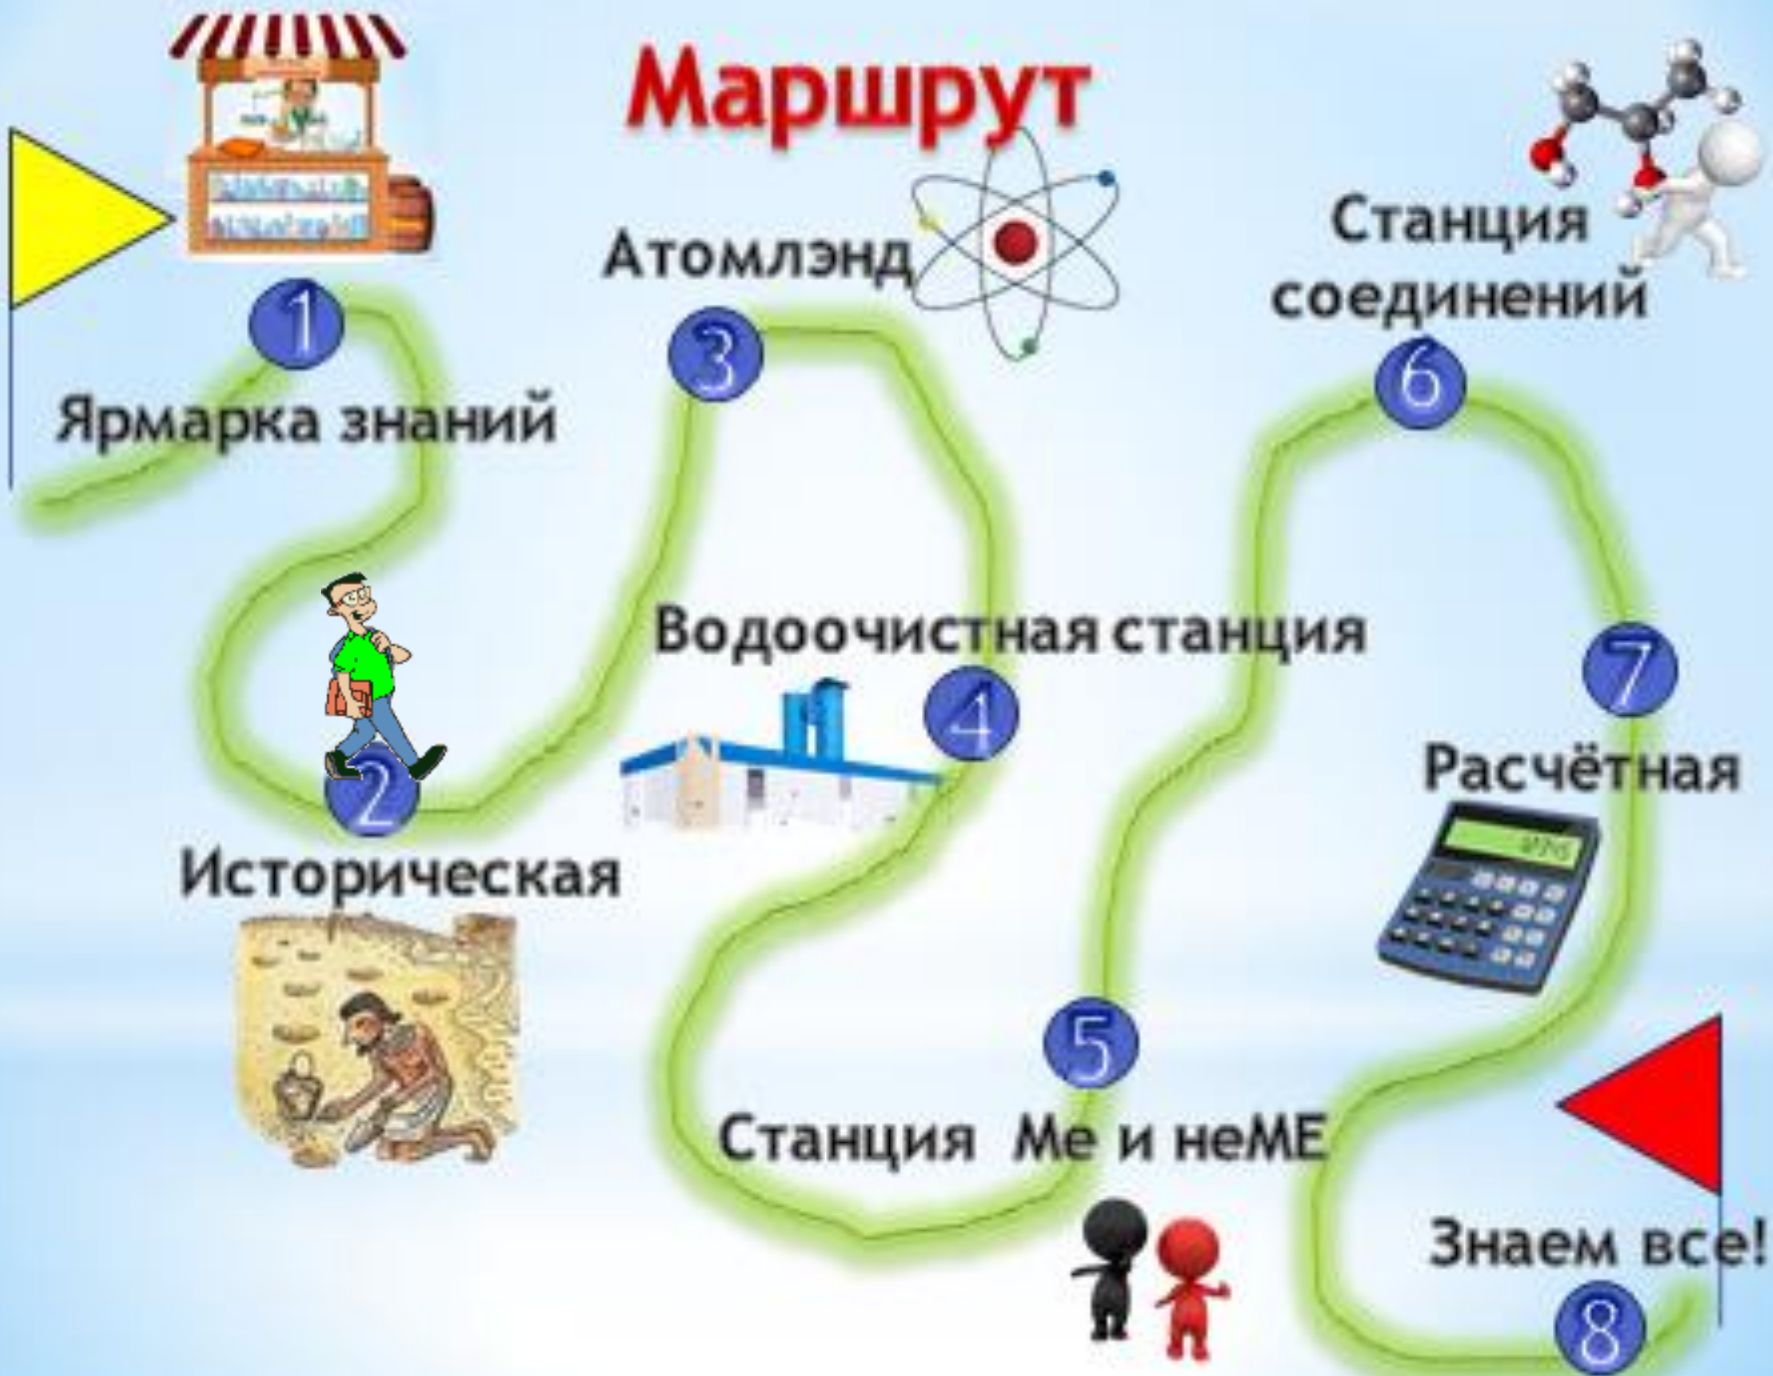 Маршрут
1
Ярмарка знаний
2
Историческая
3
Атомлэнд
Водоочистная станция
4
5
Станция Ме и неМЕ
Станция
соединений
6
7
Расчётная
Знаем все!
8